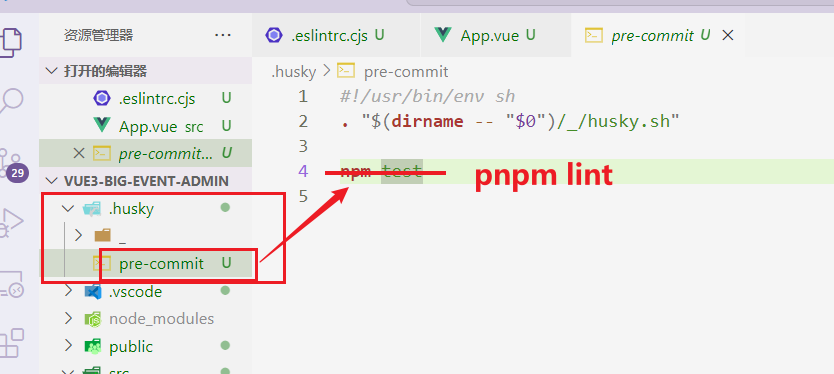 资源管理器 ···
打开的编辑器
.eslintrc.cjs U
App.vue src U
pre-commit... U
VUE3-BIG-EVENT-ADMIN
.husky
_
pre-commit U
.vscode
node_modules
public
src
29
.eslintrc.cjs U
App.vue U
pre-commit U
.husky > pre-commit
1 #!/usr/bin/env sh
2 . "$(dirname -- "$0")/_/husky.sh"
3
4 npm test pnpm lint
5